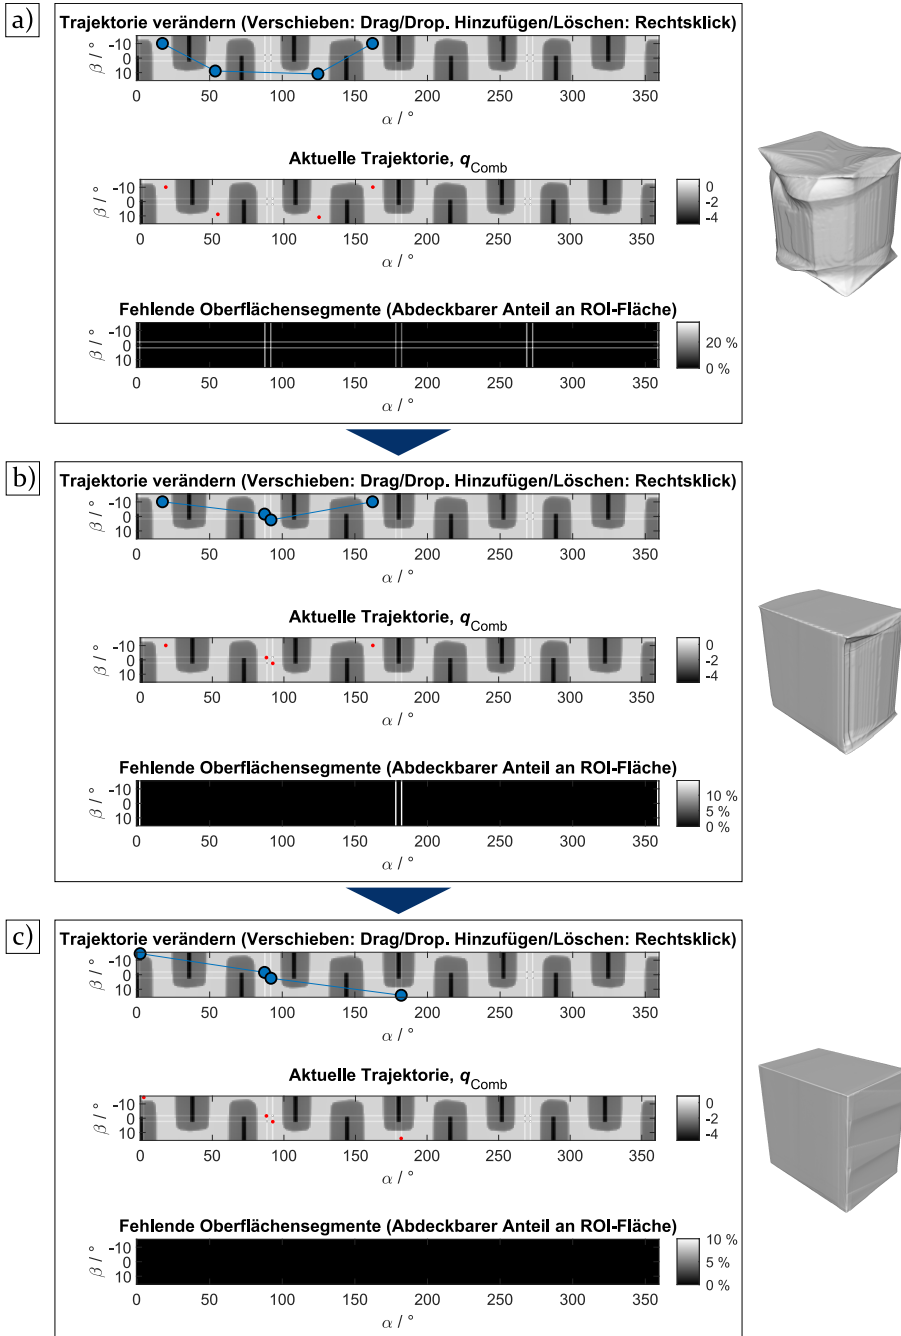 a)
Trajektorie verändern (Verschieben: Drag/Drop. Hinzufügen/Löschen: Rechtsklick)
β / °
-10
0
10
0 50 100 150 200 250 300 350
α / °
Aktuelle Trajektorie, qComb
β / °
-10
0
10
0
-2
-4
0 50 100 150 200 250 300 350
α / °
Fehlende Oberflächensegmente (Abdeckbarer Anteil an ROI-Fläche)
β / °
-10
0
10
20 %
0 %
0 50 100 150 200 250 300 350
α / °
b)
Trajektorie verändern (Verschieben: Drag/Drop. Hinzufügen/Löschen: Rechtsklick)
β / °
-10
0
10
0 50 100 150 200 250 300 350
α / °
Aktuelle Trajektorie, qComb
β / °
-10
0
10
0
-2
-4
0 50 100 150 200 250 300 350
α / °
Fehlende Oberflächensegmente (Abdeckbarer Anteil an ROI-Fläche)
β / °
-10
0
10
10 %
5 %
0 %
0 50 100 150 200 250 300 350
α / °
c)
Trajektorie verändern (Verschieben: Drag/Drop. Hinzufügen/Löschen: Rechtsklick)
β / °
-10
0
10
0 50 100 150 200 250 300 350
α / °
Aktuelle Trajektorie, qComb
β / °
-10
0
10
0
-2
-4
0 50 100 150 200 250 300 350
α / °
Fehlende Oberflächensegmente (Abdeckbarer Anteil an ROI-Fläche)
β / °
-10
0
10
10 %
5 %
0 %
0 50 100 150 200 250 300 350
α / °